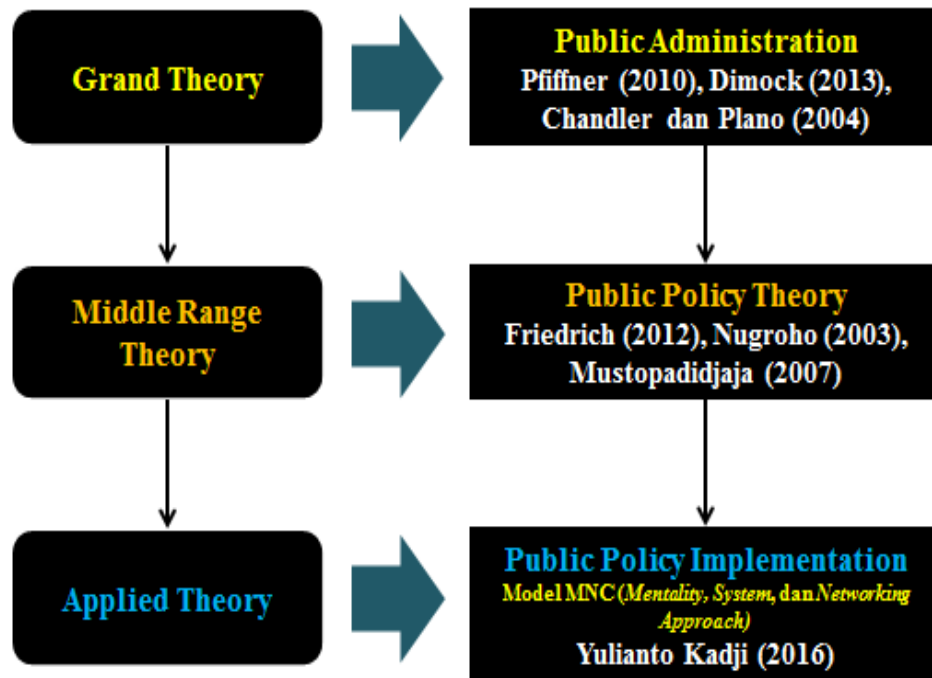 Grand Theory
Public Administration
Pfiffner (2010), Dimock (2013),
Chandler dan Plano (2004)
Middle Range
Theory
Public Policy Theory
Friedrich (2012), Nugroho (2003),
Mustopadidjaja (2007)
Applied Theory
Public Policy Implementation
Model MNC (Mentality, System, dan Networking
Approach)
Yulianto Kadji (2016)